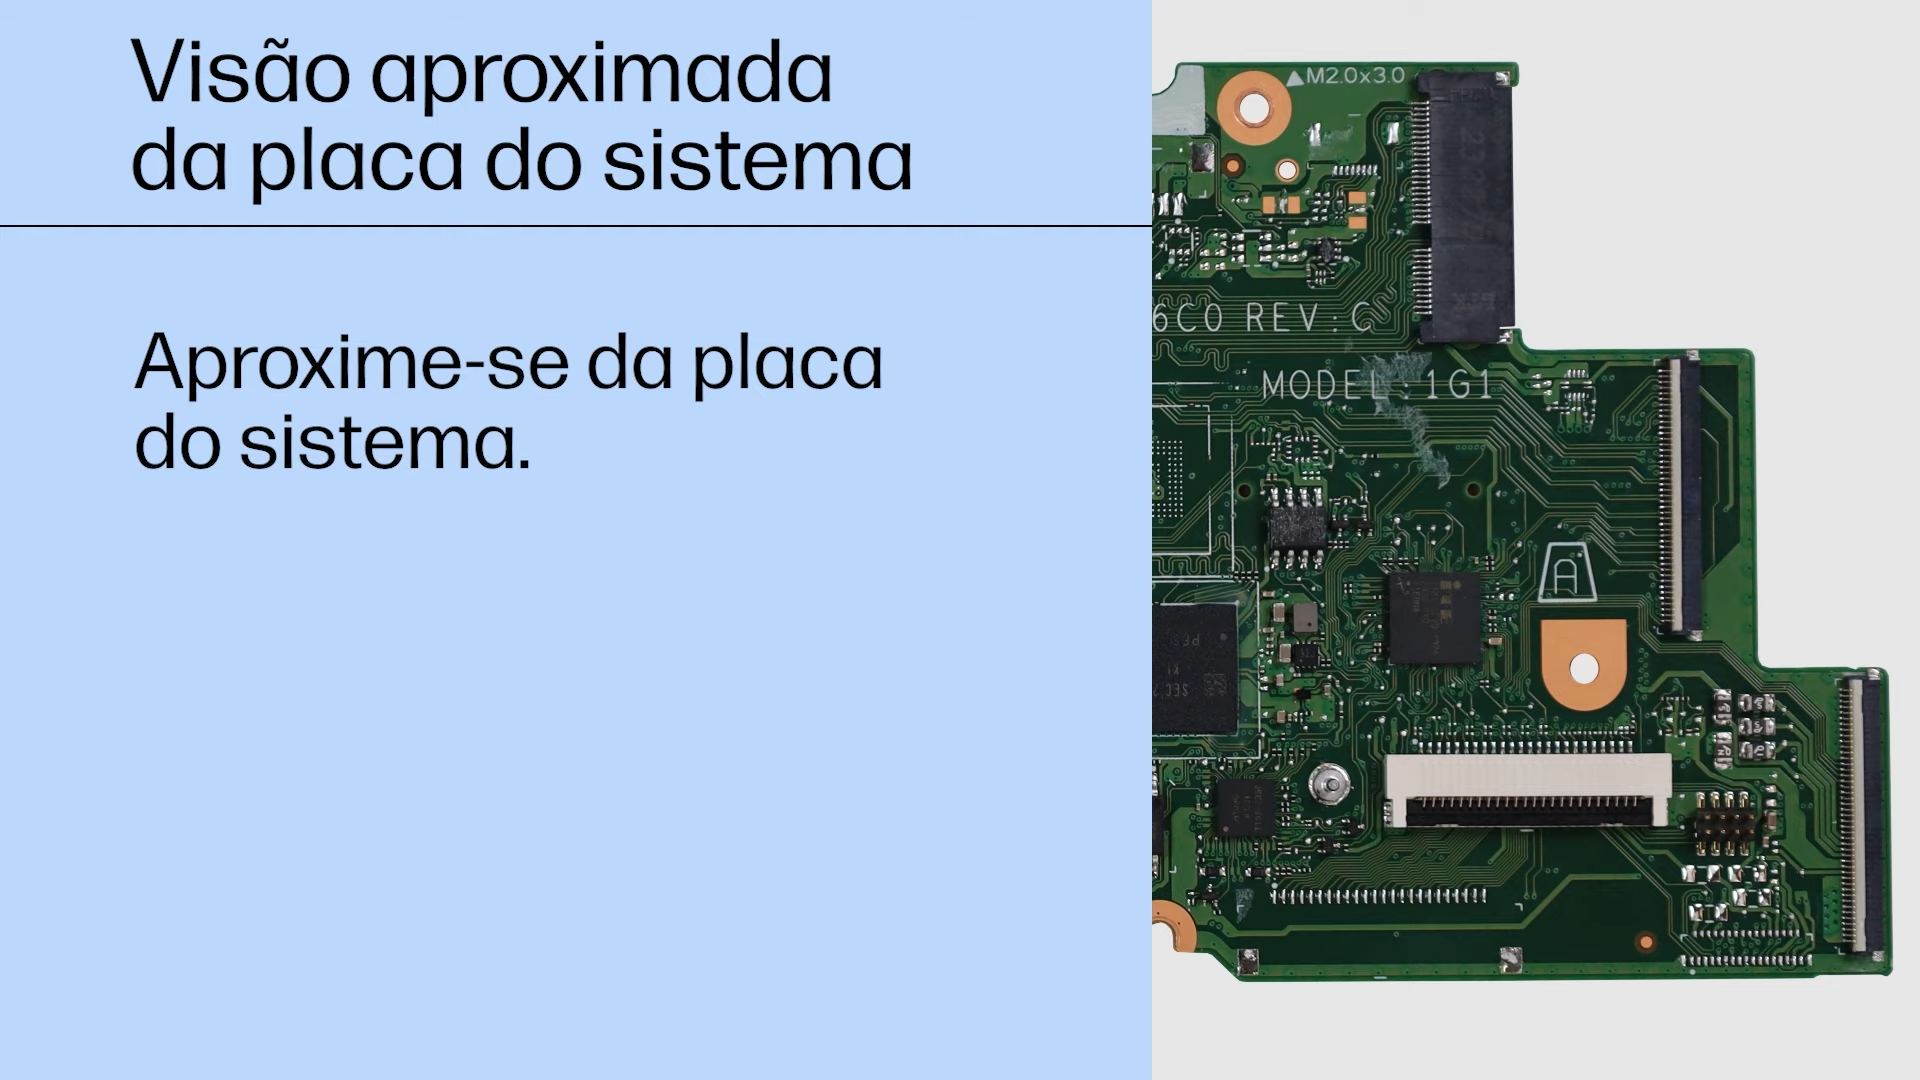 Visão aproximada
da placa do sistema
Aproxime-se da placa
do sistema.
▲M2.0x3.0
6C0 REV:C
MODEL:1G1
A